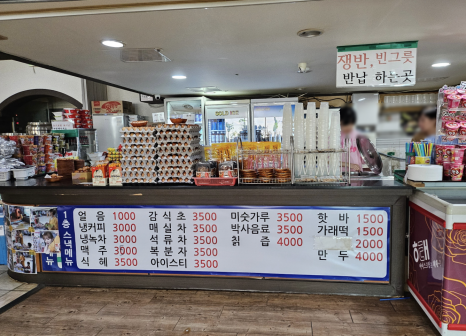 쟁반, 빈그릇
반납 하는곳
1층 스낵메뉴
얼음 1000
냉커피 3000
냉녹차 3000
맥주 3000
식혜 3500
감식초 3500
매실차 3500
석류차 3500
복분자 3500
아이스티 3500
미숫가루 3500
박사음료 3500
칡즙 4000
핫바 1500
가래떡 1500
2000
만두 4000
해태